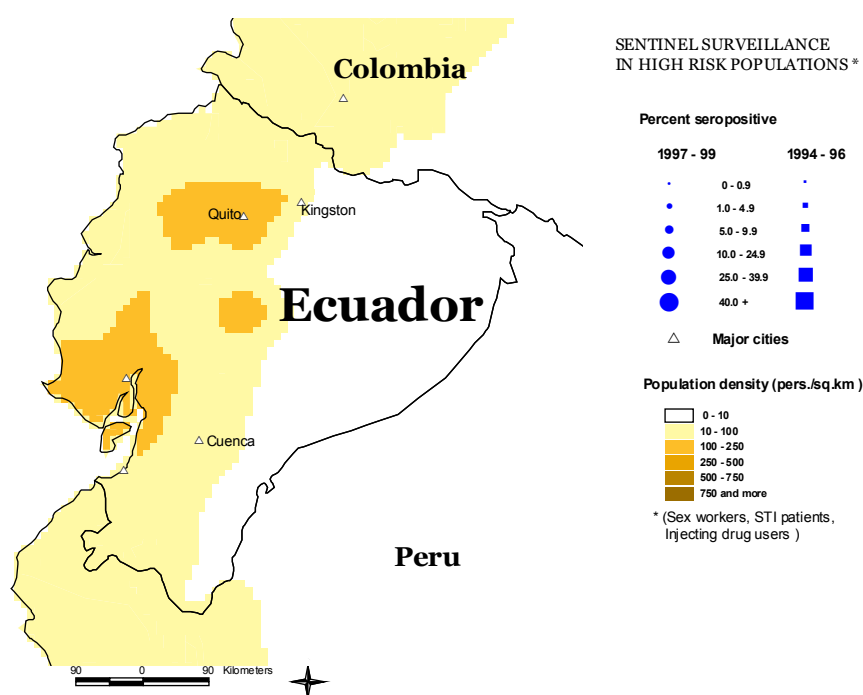 Colombia
Quito
Kingston
Ecuador
Cuenca
Peru
90 0 90 Kilometers
SENTINEL SURVEILLANCE
IN HIGH RISK POPULATIONS *
Percent seropositive
1997 - 99 1994 - 96
0 - 0.9
1.0 - 4.9
5.0 - 9.9
10.0 - 24.9
25.0 - 39.9
40.0 +
Major cities
Population density (pers./sq.km )
0 - 10
10 - 100
100 - 250
250 - 500
500 - 750
750 and more
* (Sex workers, STI patients,
Injecting drug users )